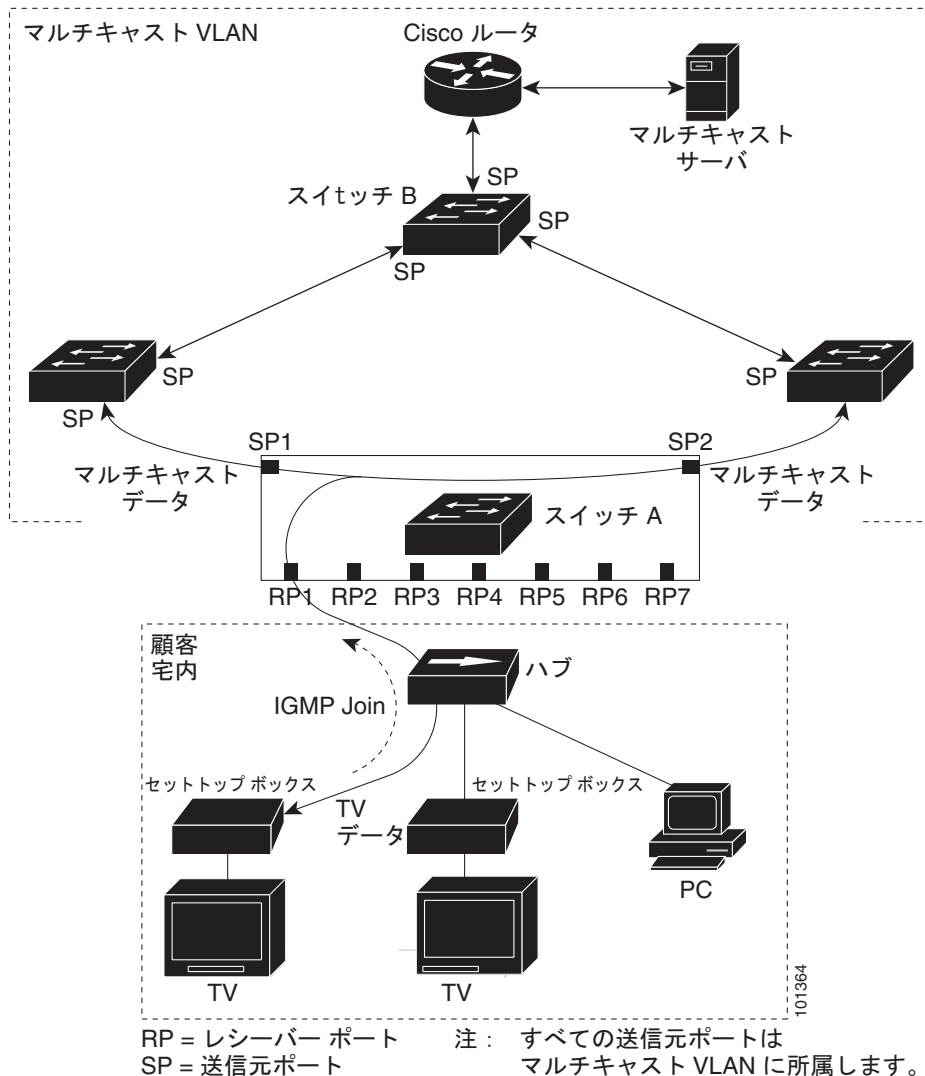 マルチキャスト VLAN
Cisco ルータ
マルチキャスト
サーバ
SP
スイtッチ B
SP
SP
SP
SP
SP
SP1
SP2
マルチキャスト
データ
マルチキャスト
データ
スイッチ A
RP1 RP2 RP3 RP4 RP5 RP6 RP7
顧客
宅内
ハブ
IGMP Join
セットトップ ボックス
セットトップ ボックス
TV
データ
PC
TV
TV
101364
RP = レシーバー ポート
SP = 送信元ポート
注 : すべての送信元ポートは
マルチキャスト VLAN に所属します。